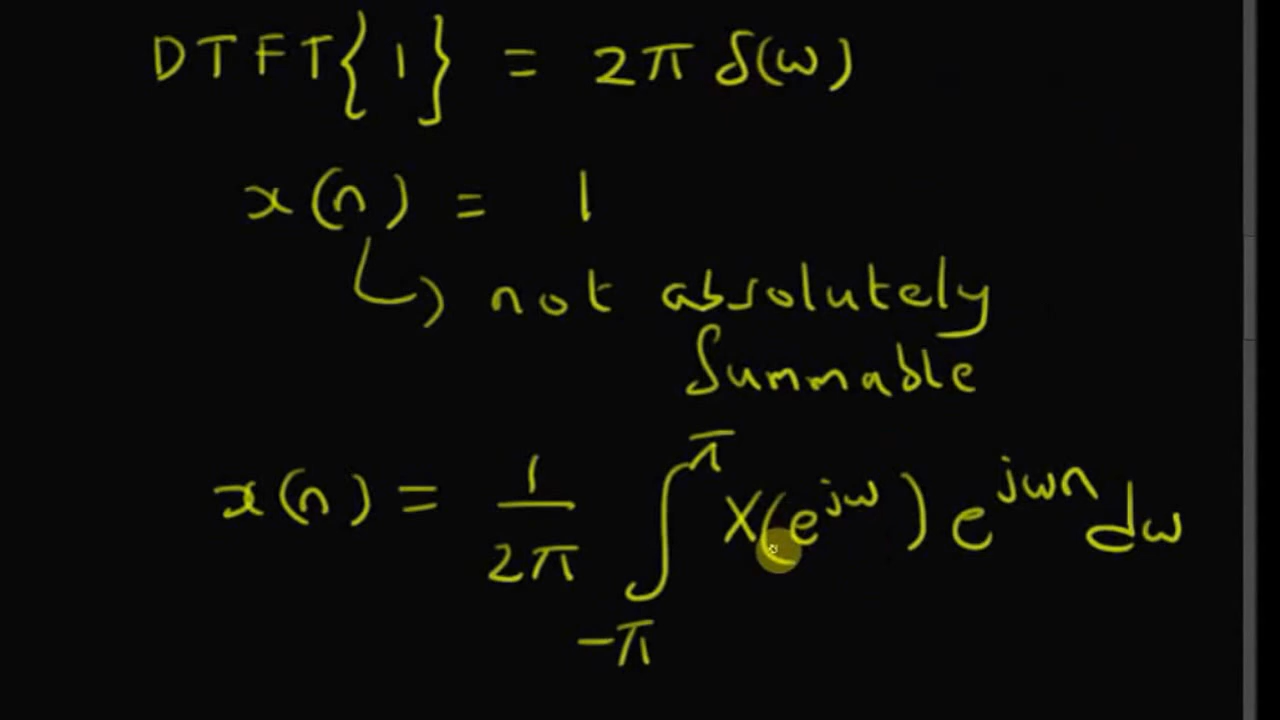 DTFT{1} = 2π δ(ω)
x(n) = 1
↳ not absolutely
Summable
x(n) = 1/2π ∫_{-π}^{π} X(e^{jω}) e^{jωn} dω